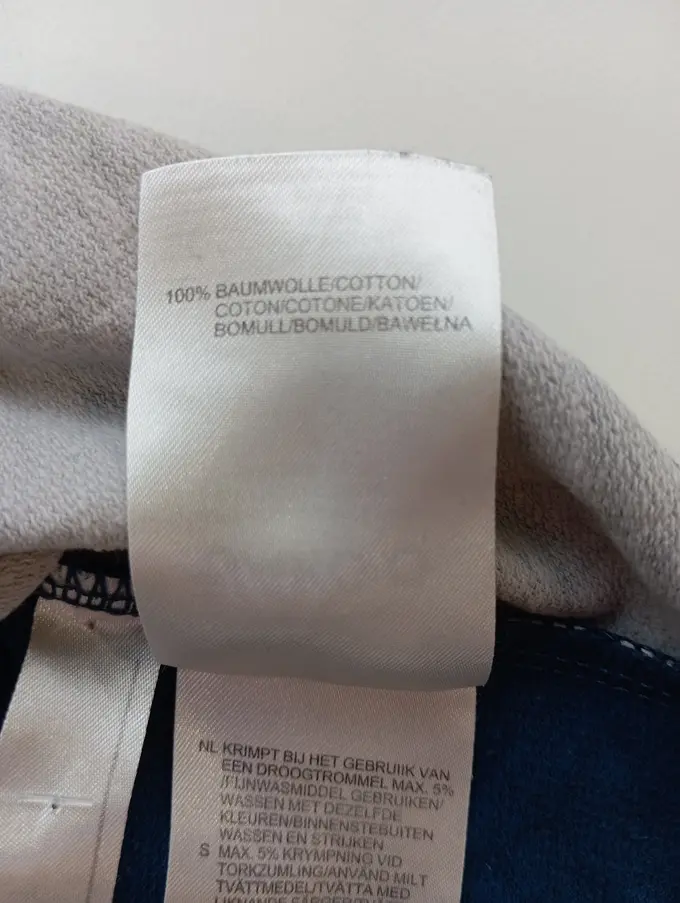 100% BAUMWOLLE/COTTON/
COTON/COTONE/KATOEN/
BOMULL/BOMULD/BAWEŁNA
NL KRIMPT BIJ HET GEBRUIK VAN
EEN DROOGTROMMEL MAX. 5%
/FIJNWASMIDDEL GEBRUIKEN/
WASSEN MET DEZELFDE
KLEUREN/BINNENSTEBUITEN
WASSEN EN STRIJKEN
S MAX. 5% KRYMPNING VID
TORKZUMLING/ANVÄND MILT
TVÄTTMEDEL/TVÄTTA MED
LIKNANDE